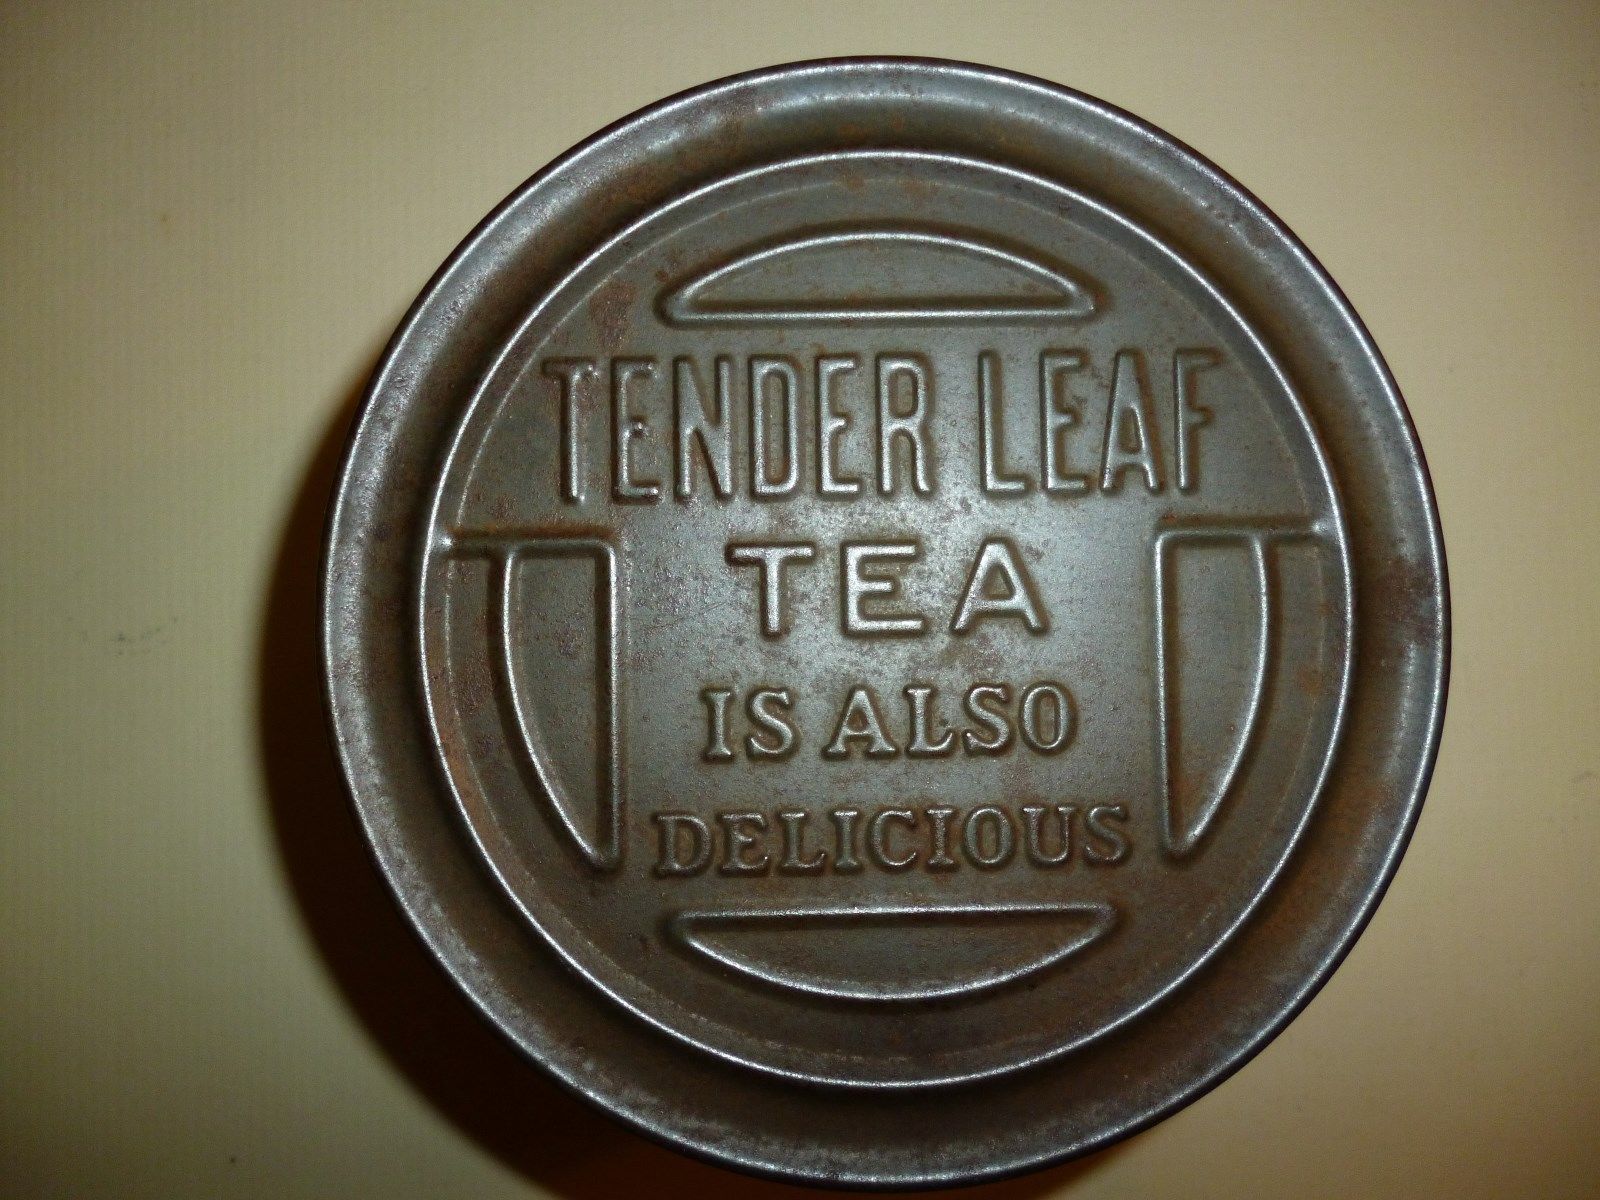 TENDER LEAF
TEA
IS ALSO
DELICIOUS